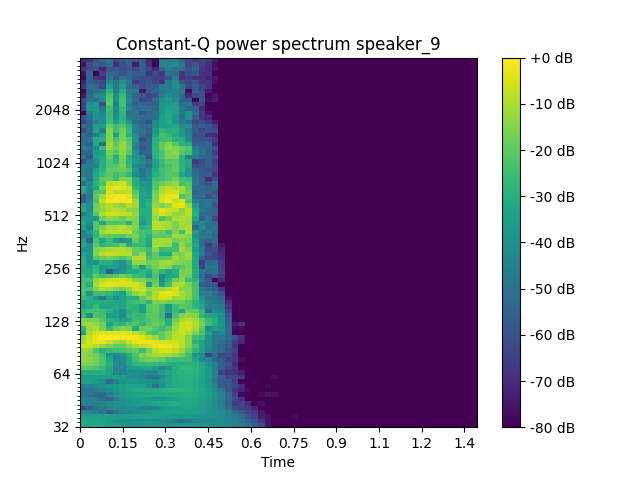 Constant-Q power spectrum speaker_9
Hz
2048
1024
512
256
128
64
32
0 0.15 0.3 0.45 0.6 0.75 0.9 1.1 1.2 1.4
Time
+0 dB
-10 dB
-20 dB
-30 dB
-40 dB
-50 dB
-60 dB
-70 dB
-80 dB